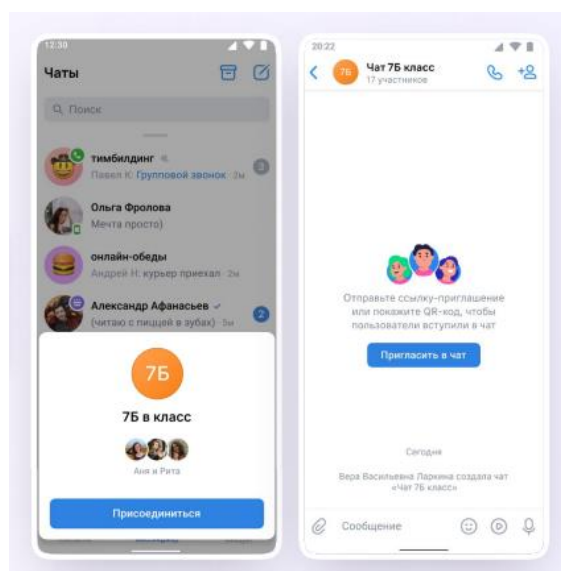 12:30
Чаты
Поиск
тимбилдинг
Павел К: Групповой звонок · 2м
3
Ольга Фролова
Мечта просто)
онлайн-обеды
Андрей Н: курьер приехал · 2м
Александр Афанасьев
(читаю с пиццей в зубах) · 5м
2
7Б
7Б в класс
Аня и Рита
Присоединиться
20:22
7Б
Чат 7Б класс
17 участников
Отправьте ссылку-приглашение
или покажите QR-код, чтобы
пользователи вступили в чат
Пригласить в чат
Сегодня
Вера Васильевна Ларкина создала чат
«Чат 7Б класс»
Сообщение